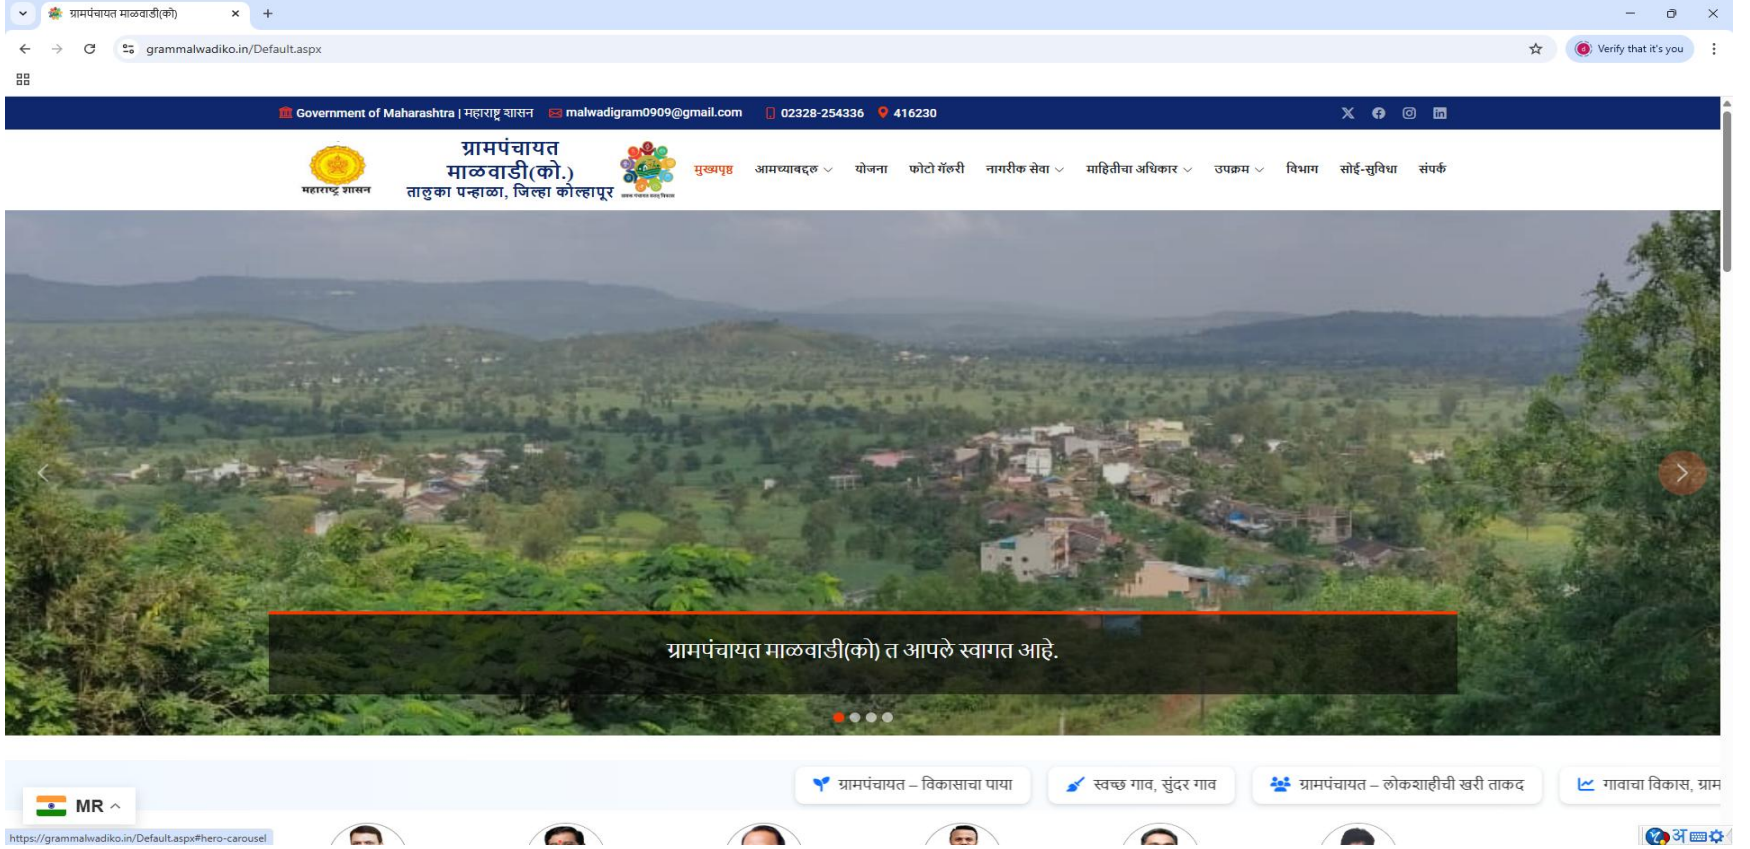 ग्रामपंचायत माळवाडी(को)
grammalwadiko.in/Default.aspx
Verify that it's you
Government of Maharashtra | महाराष्ट्र शासन malwadigram0909@gmail.com 02328-254336 416230
महाराष्ट्र शासन
ग्रामपंचायत
माळवाडी(को.)
तालुका पन्हाळा, जिल्हा कोल्हापूर
मुख्यपृष्ठ आमच्याबद्दल योजना फोटो गॅलरी नागरीक सेवा माहितीचा अधिकार उपक्रम विभाग सोई-सुविधा संपर्क
ग्रामपंचायत माळवाडी(को) त आपले स्वागत आहे.
ग्रामपंचायत – विकासाचा पाया स्वच्छ गाव, सुंदर गाव ग्रामपंचायत – लोकशाहीची खरी ताकद गावाचा विकास, ग्राम
MR
https://grammalwadiko.in/Default.aspx#hero-carousel
अ